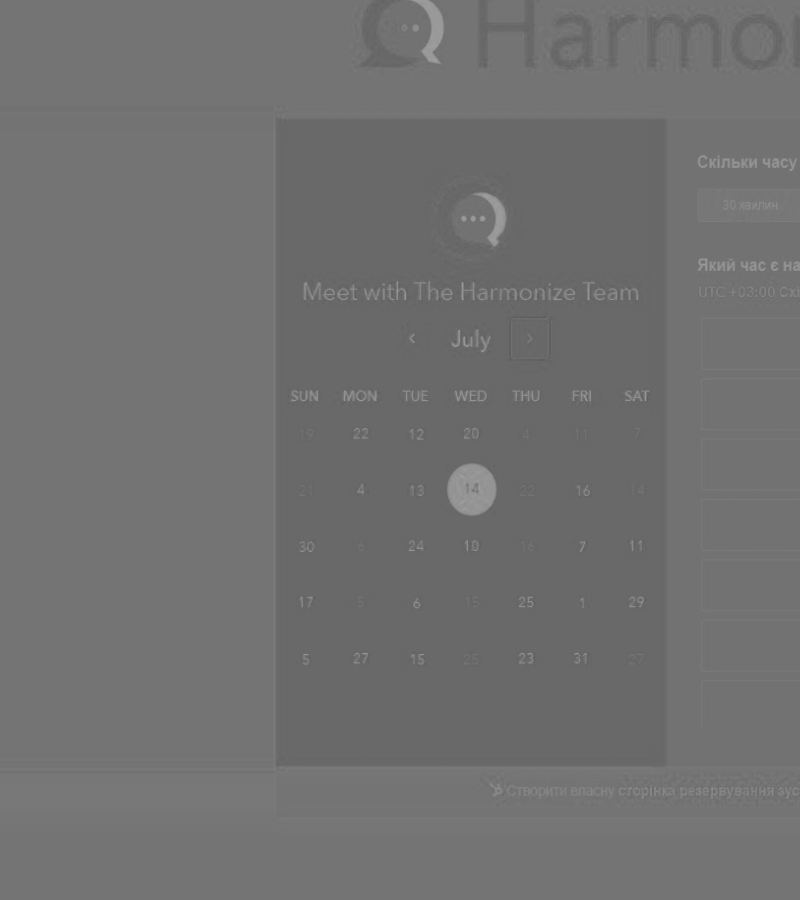 Harmon
Скільки часу
30 хвилин
Meet with The Harmonize Team
Який час є на
UTC +03:00 Схі
‹ July ›
SUN MON TUE WED THU FRI SAT
19 22 12 20 4 11 7
21 4 13 14 22 16 14
30 6 24 10 16 7 11
17 5 6 15 25 1 29
5 27 15 25 23 31 27
Створити власну сторінка резервування зус